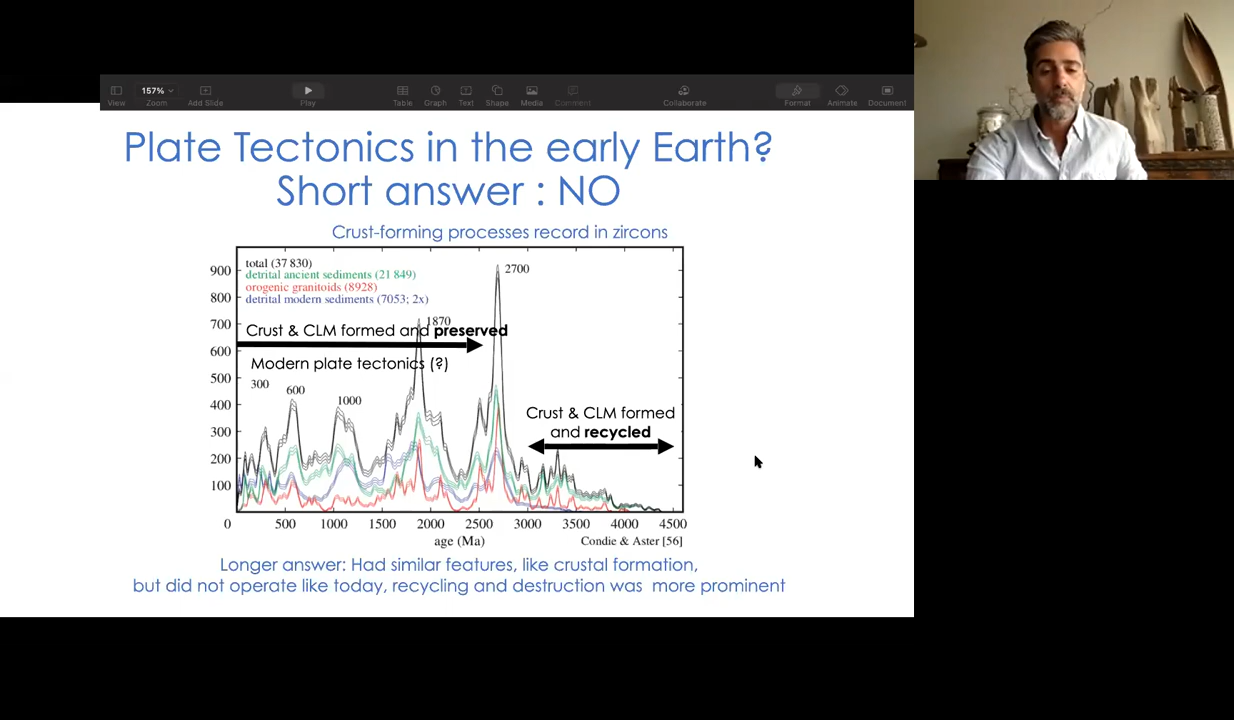 157%
View
Zoom
Add Slide
Play
Table
Graph
Text
Shape
Media
Comment
Collaborate
Format
Animate
Document
Plate Tectonics in the early Earth?
Short answer : NO
Crust-forming processes record in zircons
total (37 830)
detrital ancient sediments (21 849)
orogenic granitoids (8928)
detrital modern sediments (7053; 2x)
2700
1870
Crust & CLM formed and preserved
Modern plate tectonics (?)
300
600
1000
Crust & CLM formed
and recycled
900
800
700
600
500
400
300
200
100
0
500
1000
1500
2000
2500
3000
3500
4000
4500
age (Ma)
Condie & Aster [56]
Longer answer: Had similar features, like crustal formation,
but did not operate like today, recycling and destruction was more prominent